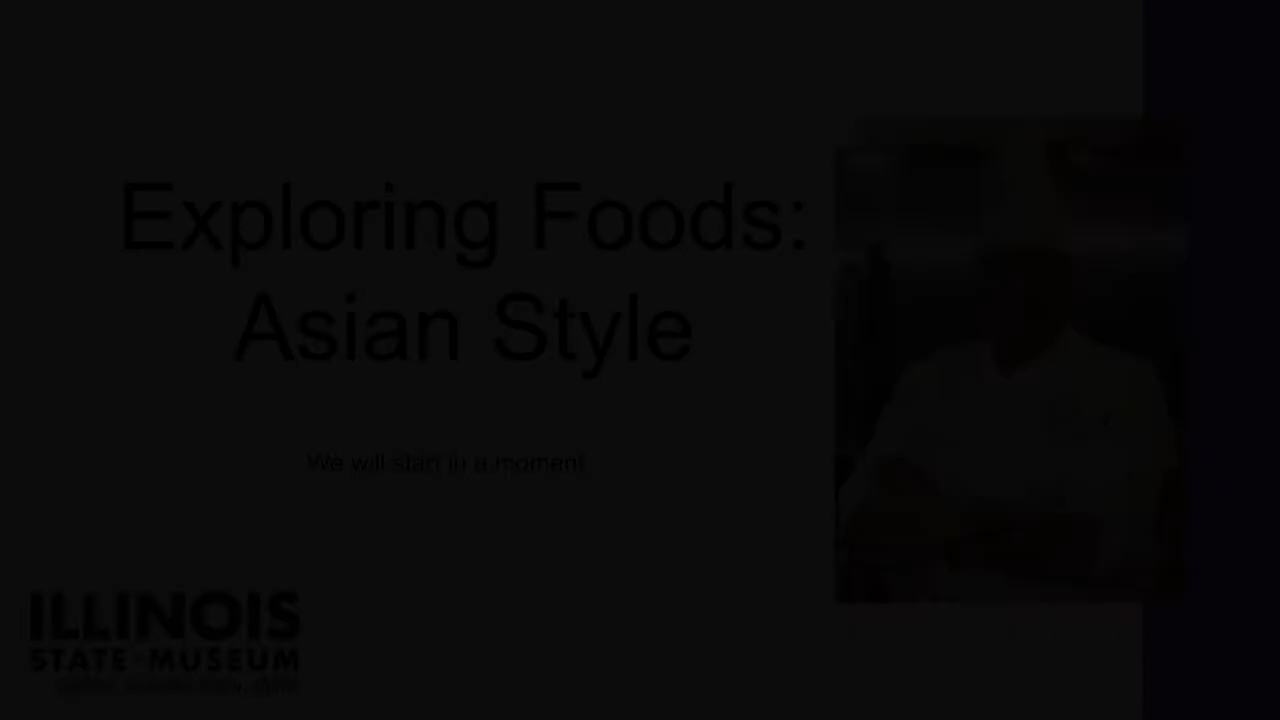 Exploring Foods:
Asian Style
We will start in a moment
ILLINOIS
STATE MUSEUM